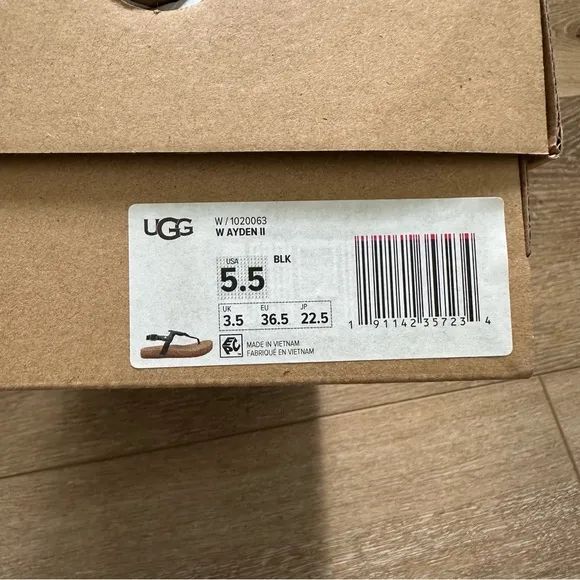 UGG
W / 1020063
W AYDEN II
USA
5.5 BLK
UK EU JP
3.5 36.5 22.5
MADE IN VIETNAM
FABRIQUÉ EN VIETNAM
1 91142 35723 4